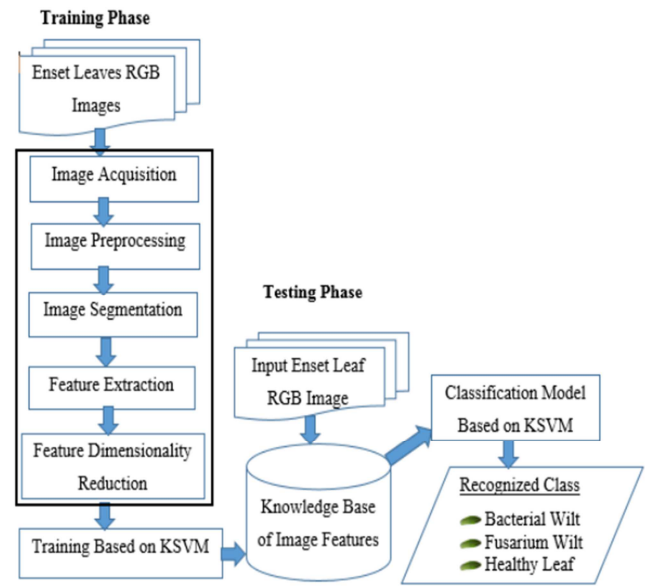 Training Phase
Enset Leaves RGB
Images
Image Acquisition
Image Preprocessing
Image Segmentation
Feature Extraction
Feature Dimensionality
Reduction
Training Based on KSVM
Testing Phase
Input Enset Leaf
RGB Image
Knowledge Base
of Image Features
Classification Model
Based on KSVM
Recognized Class
Bacterial Wilt
Fusarium Wilt
Healthy Leaf